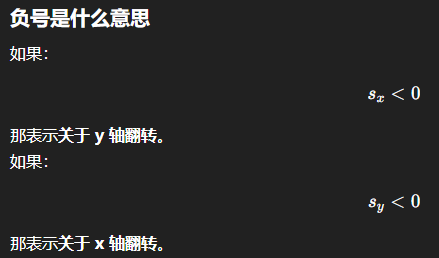 负号是什么意思
如果：
s_x < 0
那表示关于 y 轴翻转。
如果：
s_y < 0
那表示关于 x 轴翻转。